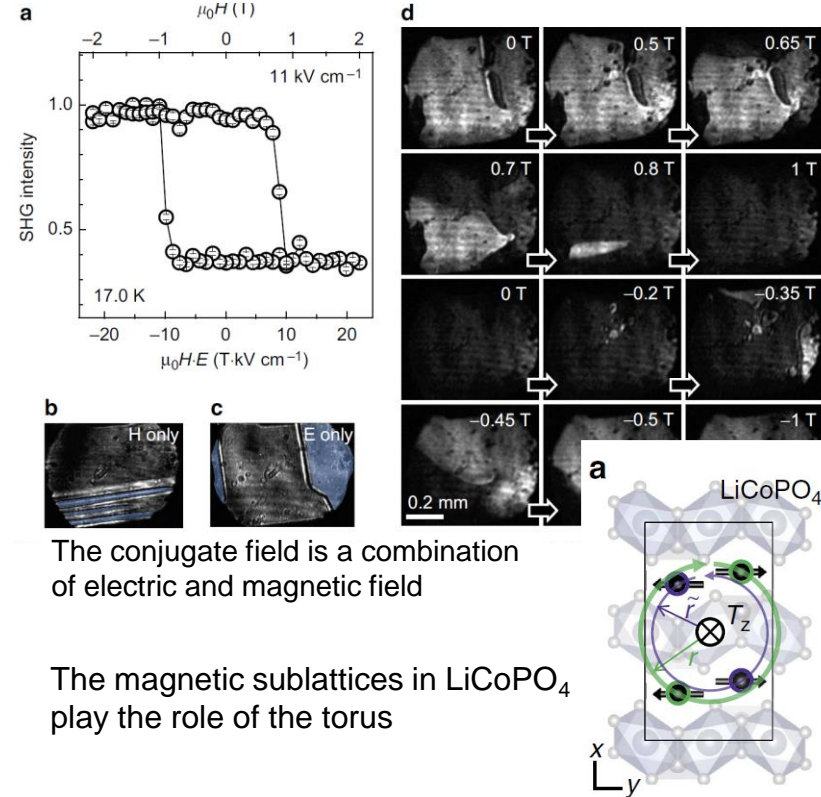 a
μ₀H (T)
−2 −1 0 1 2
11 kV cm⁻¹
1.0
SHG intensity
0.5
17.0 K
−20 −10 0 10 20
μ₀H·E (T·kV cm⁻¹)
b
H only
c
E only
d
0 T
0.5 T
0.65 T
0.7 T
0.8 T
1 T
0 T
−0.2 T
−0.35 T
−0.45 T
−0.5 T
−1 T
0.2 mm
The conjugate field is a combination
of electric and magnetic field
The magnetic sublattices in LiCoPO₄
play the role of the torus
a
LiCoPO₄
r̃
T_z
r
x
y